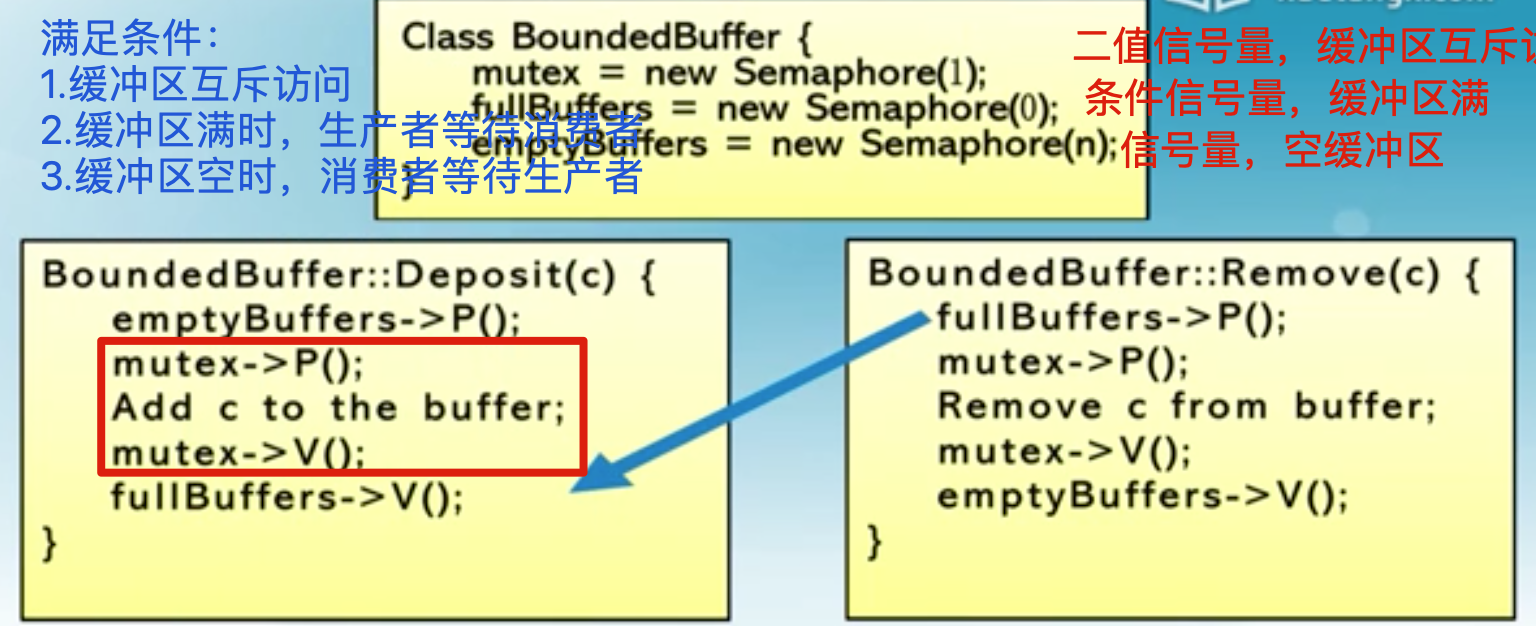 满足条件：
1.缓冲区互斥访问
2.缓冲区满时，生产者等待消费者
3.缓冲区空时，消费者等待生产者
Class BoundedBuffer {
mutex = new Semaphore(1);
fullBuffers = new Semaphore(0);
emptyBuffers = new Semaphore(n);
}
二值信号量，缓冲区互斥
条件信号量，缓冲区满
信号量，空缓冲区
BoundedBuffer::Deposit(c) {
emptyBuffers->P();
mutex->P();
Add c to the buffer;
mutex->V();
fullBuffers->V();
}
BoundedBuffer::Remove(c) {
fullBuffers->P();
mutex->P();
Remove c from buffer;
mutex->V();
emptyBuffers->V();
}